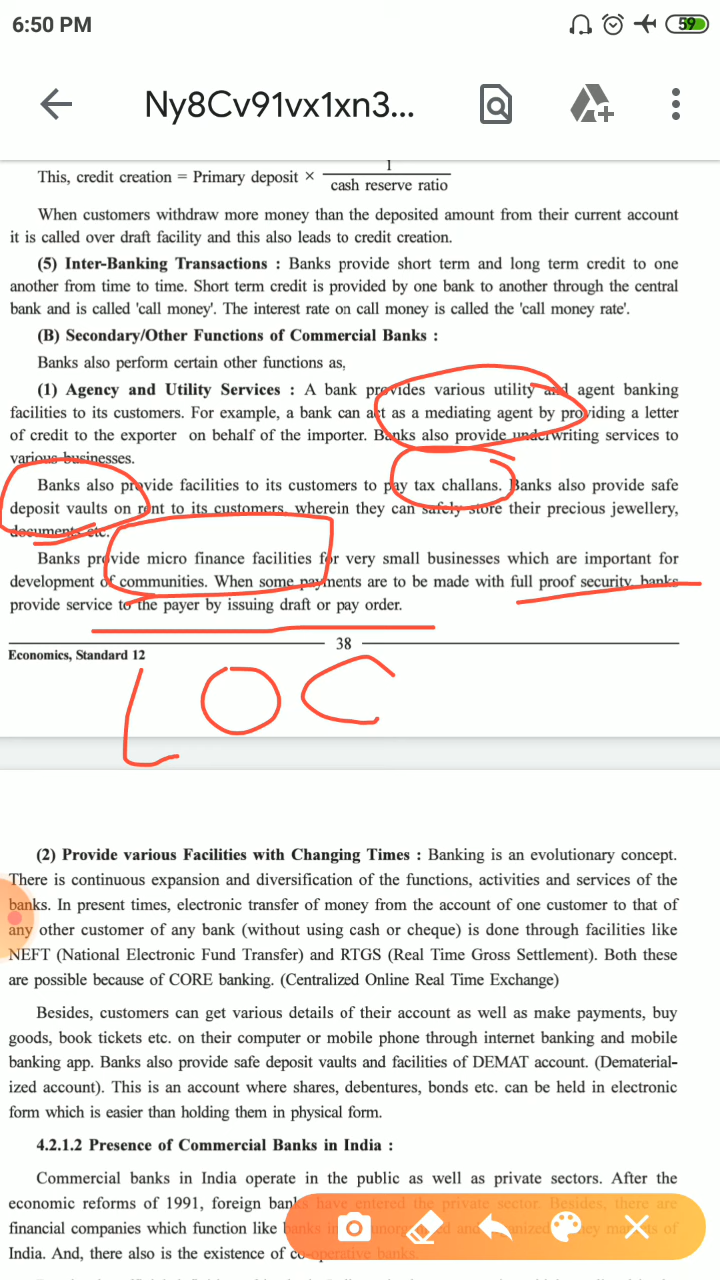 6:50 PM
59
Ny8Cv91vx1xn3...
This, credit creation = Primary deposit × 1
cash reserve ratio
When customers withdraw more money than the deposited amount from their current account
it is called over draft facility and this also leads to credit creation.
(5) Inter-Banking Transactions : Banks provide short term and long term credit to one
another from time to time. Short term credit is provided by one bank to another through the central
bank and is called 'call money'. The interest rate on call money is called the 'call money rate'.
(B) Secondary/Other Functions of Commercial Banks :
Banks also perform certain other functions as,
(1) Agency and Utility Services : A bank provides various utility and agent banking
facilities to its customers. For example, a bank can act as a mediating agent by providing a letter
of credit to the exporter on behalf of the importer. Banks also provide underwriting services to
various businesses.
Banks also provide facilities to its customers to pay tax challans. Banks also provide safe
deposit vaults on rent to its customers, wherein they can safely store their precious jewellery,
documents etc.
Banks provide micro finance facilities for very small businesses which are important for
development of communities. When some payments are to be made with full proof security, banks
provide service to the payer by issuing draft or pay order.
38
Economics, Standard 12
LOC
(2) Provide various Facilities with Changing Times : Banking is an evolutionary concept.
There is continuous expansion and diversification of the functions, activities and services of the
banks. In present times, electronic transfer of money from the account of one customer to that of
any other customer of any bank (without using cash or cheque) is done through facilities like
NEFT (National Electronic Fund Transfer) and RTGS (Real Time Gross Settlement). Both these
are possible because of CORE banking. (Centralized Online Real Time Exchange)
Besides, customers can get various details of their account as well as make payments, buy
goods, book tickets etc. on their computer or mobile phone through internet banking and mobile
banking app. Banks also provide safe deposit vaults and facilities of DEMAT account. (Demateria1-
ized account). This is an account where shares, debentures, bonds etc. can be held in electronic
form which is easier than holding them in physical form.
4.2.1.2 Presence of Commercial Banks in India :
Commercial banks in India operate in the public as well as private sectors. After the
economic reforms of 1991, foreign banks have entered the private sector. Besides, there are
financial companies which function like banks in unorganized money markets of
India. And, there also is the existence of co-operative banks.